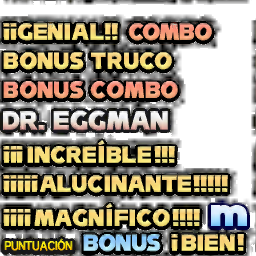 ¡¡GENIAL!! COMBO
BONUS TRUCO
BONUS COMBO
DR. EGGMAN
¡¡¡INCREÍBLE!!!
¡¡¡¡¡ALUCINANTE!!!!!
¡¡¡¡MAGNÍFICO!!!! m
PUNTUACIÓN BONUS ¡BIEN!